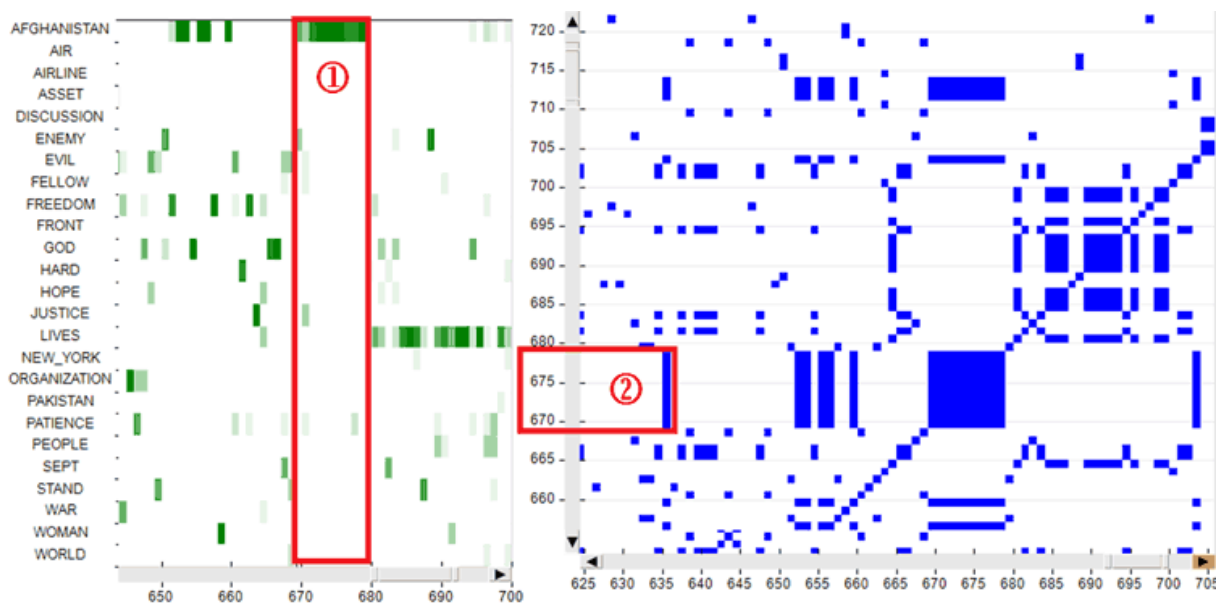 AFGHANISTAN
AIR
AIRLINE
ASSET
DISCUSSION
ENEMY
EVIL
FELLOW
FREEDOM
FRONT
GOD
HARD
HOPE
JUSTICE
LIVES
NEW_YORK
ORGANIZATION
PAKISTAN
PATIENCE
PEOPLE
SEPT
STAND
WAR
WOMAN
WORLD
650 660 670 680 690 700
①
720
715
710
705
700
695
690
685
680
675
670
665
660
②
625 630 635 640 645 650 655 660 665 670 675 680 685 690 695 700 705